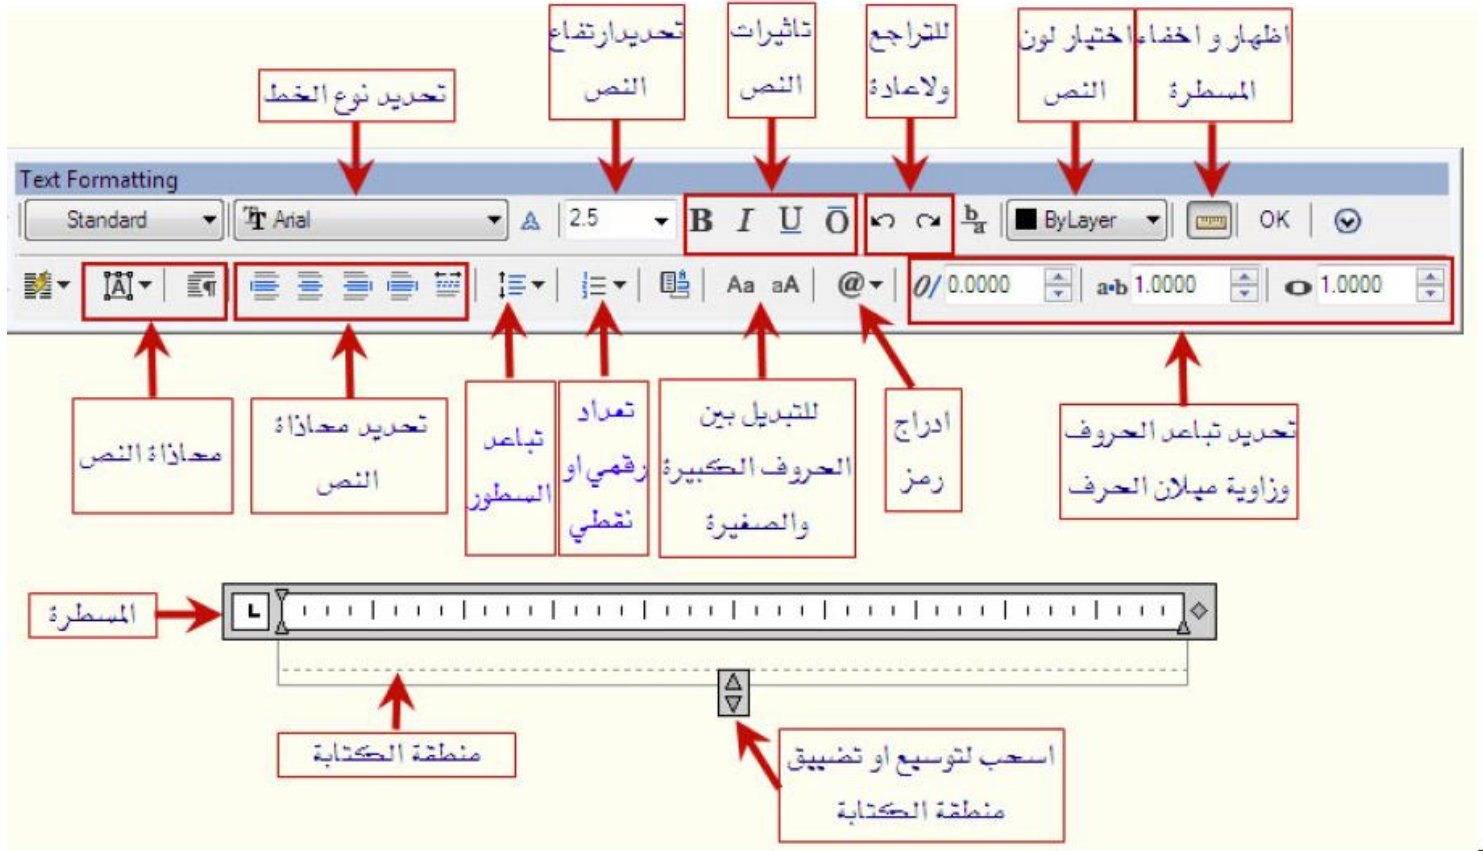 تحديد نوع الخط
تحديدارتفاع
النص
تاثيرات
النص
للتراجع
ولاعادة
اختيار لون
النص
اظهار و اخفاء
المسطرة
Text Formatting
Standard
Arial
2.5
B I U O
b/a
ByLayer
OK
A
Aa aA
@
0/ 0.0000
a•b 1.0000
1.0000
محاذاة النص
تحديد محاذاة
النص
تباعد
السطور
تعداد
رقمي او
نقطي
للتبديل بين
الحروف الكبيرة
والصغيرة
ادراج
رمز
تحديد تباعد الحروف
وزاوية ميلان الحرف
المسطرة
L
منطقة الكتابة
اسحب لتوسيع او تضييق
منطقة الكتابة